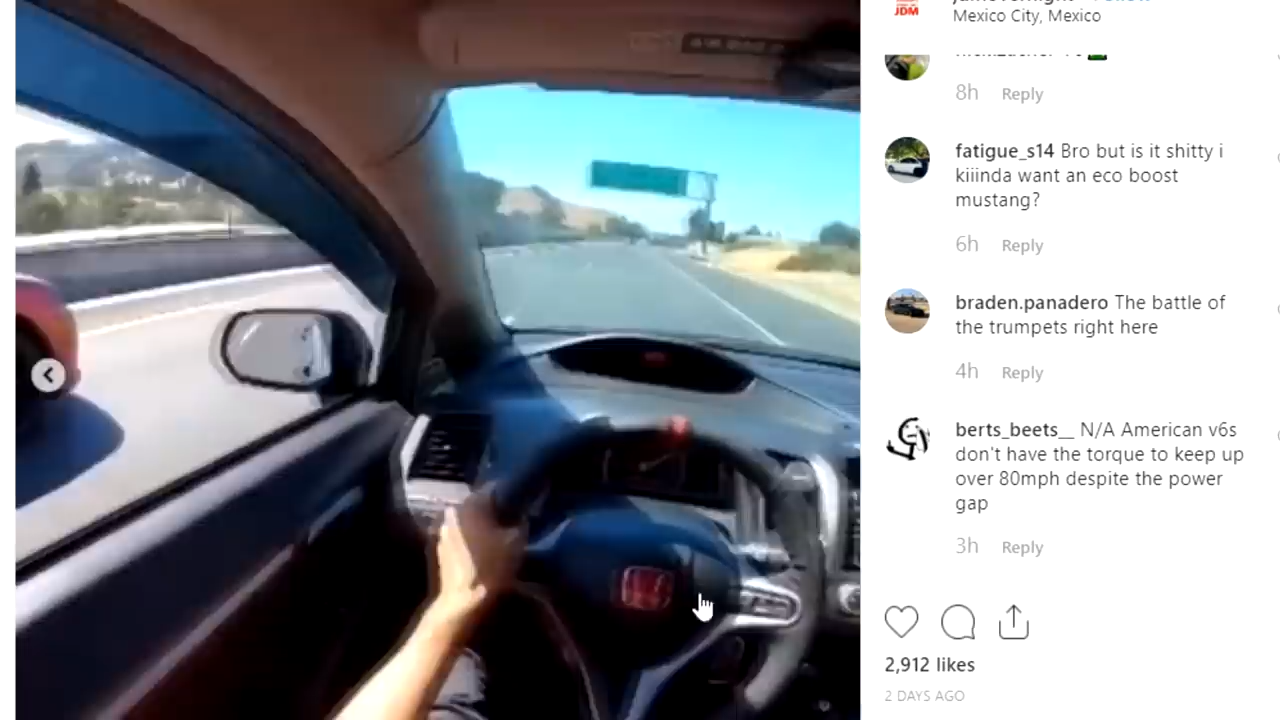 JDM
Mexico City, Mexico
8h Reply
fatigue_s14 Bro but is it shitty i
kiiinda want an eco boost
mustang?
6h Reply
braden.panadero The battle of
the trumpets right here
4h Reply
berts_beets__ N/A American v6s
don't have the torque to keep up
over 80mph despite the power
gap
3h Reply
2,912 likes
2 DAYS AGO